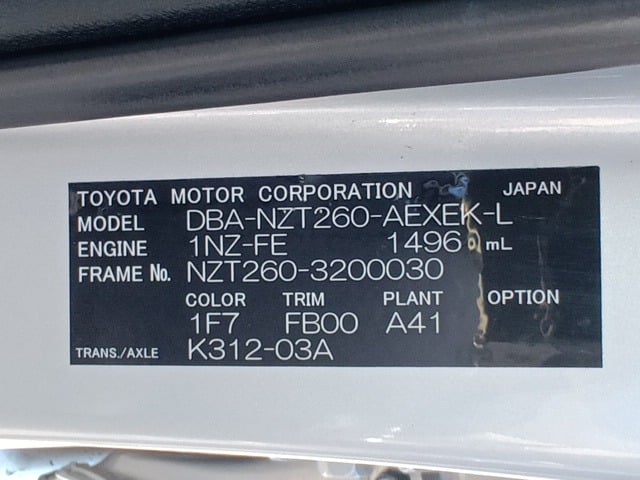 TOYOTA MOTOR CORPORATION JAPAN
MODEL DBA-NZT260-AEXEK-L
ENGINE 1NZ-FE 1496 mL
FRAME No. NZT260-3200030
COLOR TRIM PLANT OPTION
1F7 FB00 A41
TRANS./AXLE K312-03A